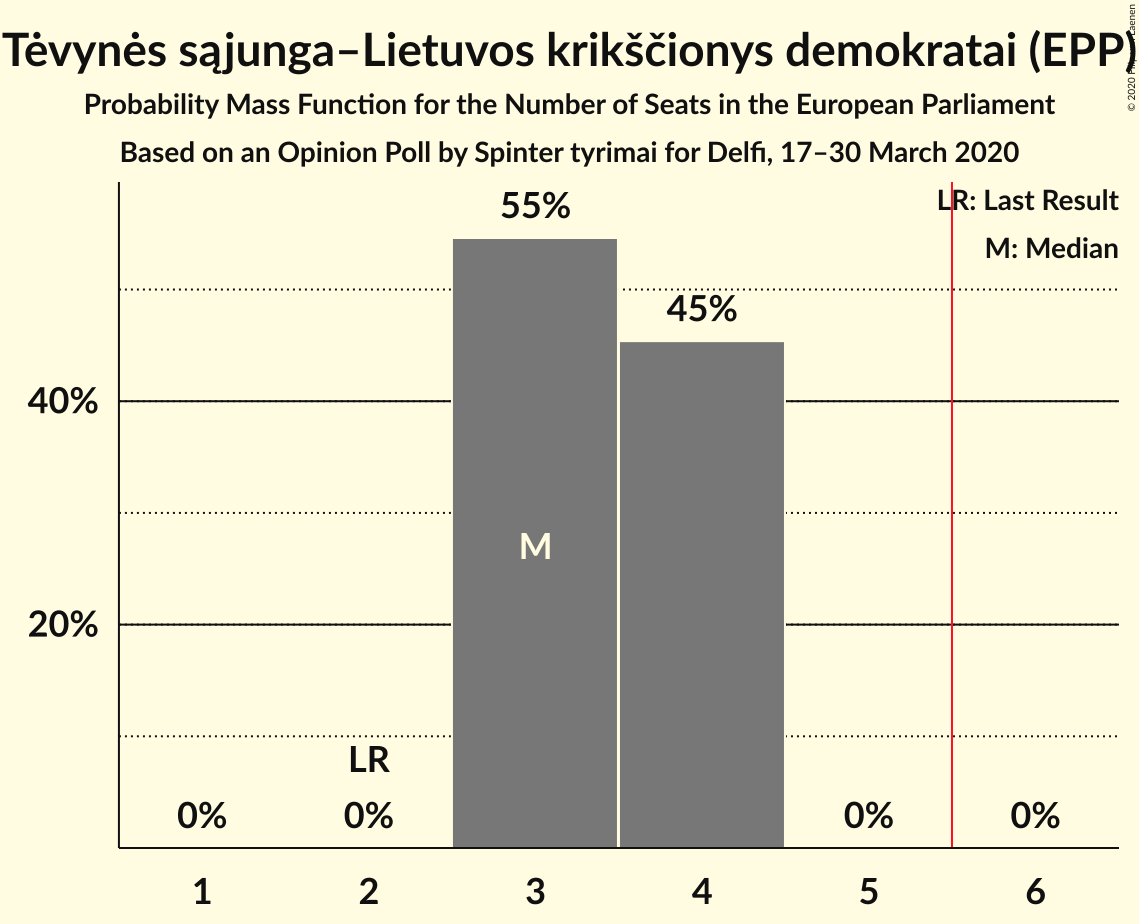 Tėvynės sąjunga–Lietuvos krikščionys demokratai (EPP)
Probability Mass Function for the Number of Seats in the European Parliament
Based on an Opinion Poll by Spinter tyrimai for Delfi, 17–30 March 2020
LR: Last Result
M: Median
55%
45%
40%
M
20%
LR
0%
0%
0%
0%
1
2
3
4
5
6
© 2020 Laenen